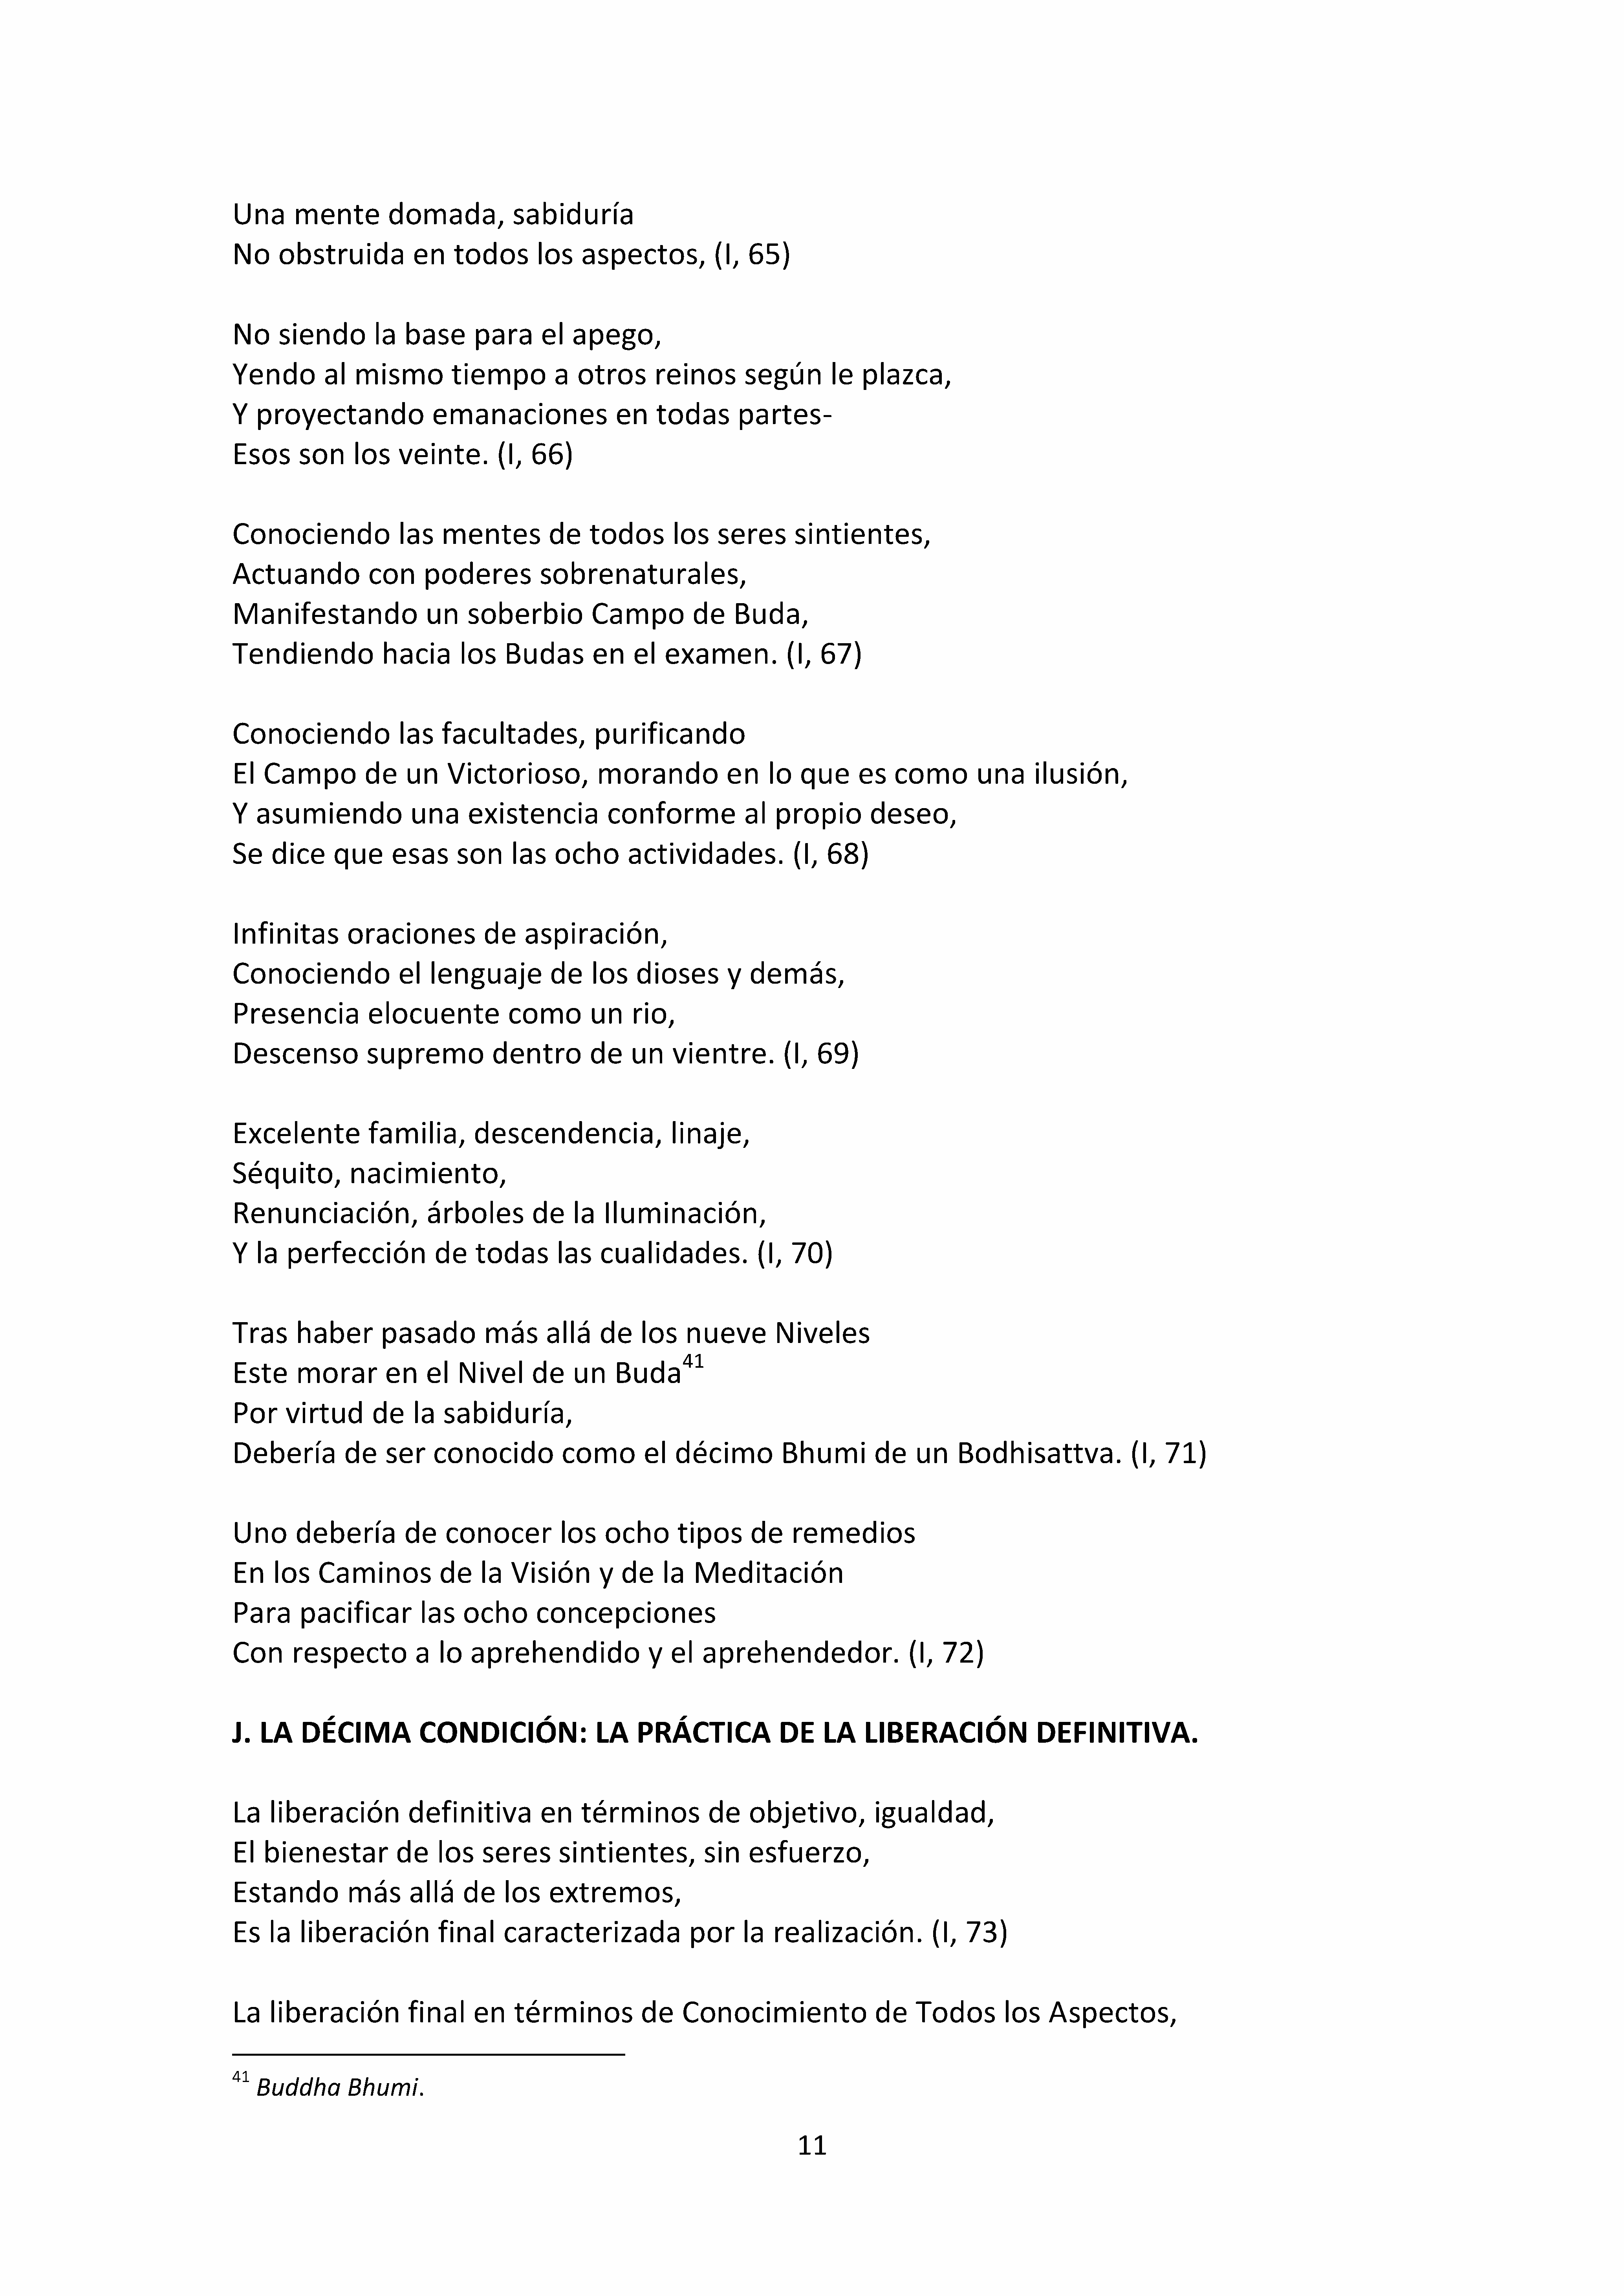 Una mente domada, sabiduría
No obstruida en todos los aspectos, (I, 65)
No siendo la base para el apego,
Yendo al mismo tiempo a otros reinos según le plazca,
Y proyectando emanaciones en todas partes-
Esos son los veinte. (I, 66)
Conociendo las mentes de todos los seres sintientes,
Actuando con poderes sobrenaturales,
Manifestando un soberbio Campo de Buda,
Tendiendo hacia los Budas en el examen. (I, 67)
Conociendo las facultades, purificando
El Campo de un Victorioso, morando en lo que es como una ilusión,
Y asumiendo una existencia conforme al propio deseo,
Se dice que esas son las ocho actividades. (I, 68)
Infinitas oraciones de aspiración,
Conociendo el lenguaje de los dioses y demás,
Presencia elocuente como un rio,
Descenso supremo dentro de un vientre. (I, 69)
Excelente familia, descendencia, linaje,
Séquito, nacimiento,
Renunciación, árboles de la Iluminación,
Y la perfección de todas las cualidades. (I, 70)
Tras haber pasado más allá de los nueve Niveles
Este morar en el Nivel de un Buda41
Por virtud de la sabiduría,
Debería de ser conocido como el décimo Bhumi de un Bodhisattva. (I, 71)
Uno debería de conocer los ocho tipos de remedios
En los Caminos de la Visión y de la Meditación
Para pacificar las ocho concepciones
Con respecto a lo aprehendido y el aprehendedor. (I, 72)
J. LA DÉCIMA CONDICIÓN: LA PRÁCTICA DE LA LIBERACIÓN DEFINITIVA.
La liberación definitiva en términos de objetivo, igualdad,
El bienestar de los seres sintientes, sin esfuerzo,
Estando más allá de los extremos,
Es la liberación final caracterizada por la realización. (I, 73)
La liberación final en términos de Conocimiento de Todos los Aspectos,
41 Buddha Bhumi.
11